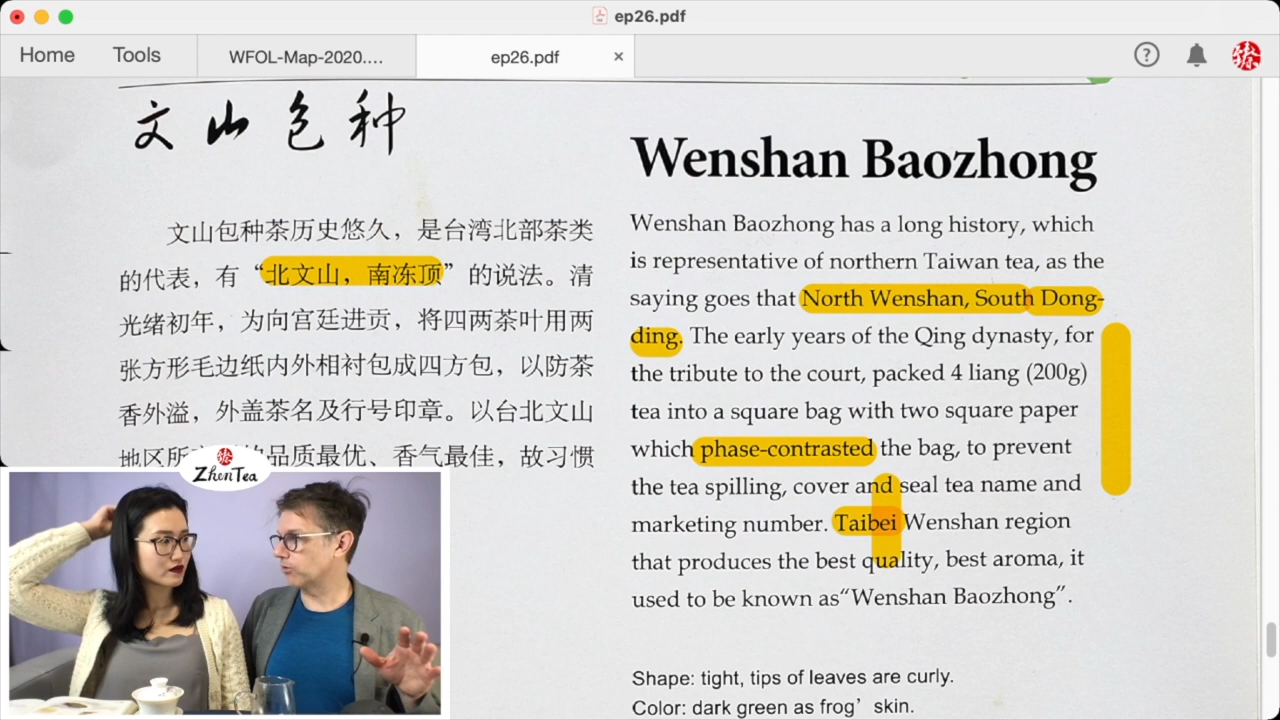 ep26.pdf
Home
Tools
WFOL-Map-2020....
ep26.pdf
文山包种
文山包种茶历史悠久，是台湾北部茶类
的代表，有“北文山，南冻顶”的说法。清
光绪初年，为向宫廷进贡，将四两茶叶用两
张方形毛边纸内外相衬包成四方包，以防茶
香外溢，外盖茶名及行号印章。以台北文山
地区所 品质最优、香气最佳，故习惯
Wenshan Baozhong
Wenshan Baozhong has a long history, which
is representative of northern Taiwan tea, as the
saying goes that North Wenshan, South Dong-
ding. The early years of the Qing dynasty, for
the tribute to the court, packed 4 liang (200g)
tea into a square bag with two square paper
which phase-contrasted the bag, to prevent
the tea spilling, cover and seal tea name and
marketing number. Taibei Wenshan region
that produces the best quality, best aroma, it
used to be known as“Wenshan Baozhong”.
Shape: tight, tips of leaves are curly.
Color: dark green as frog’ skin.
ZhenTea